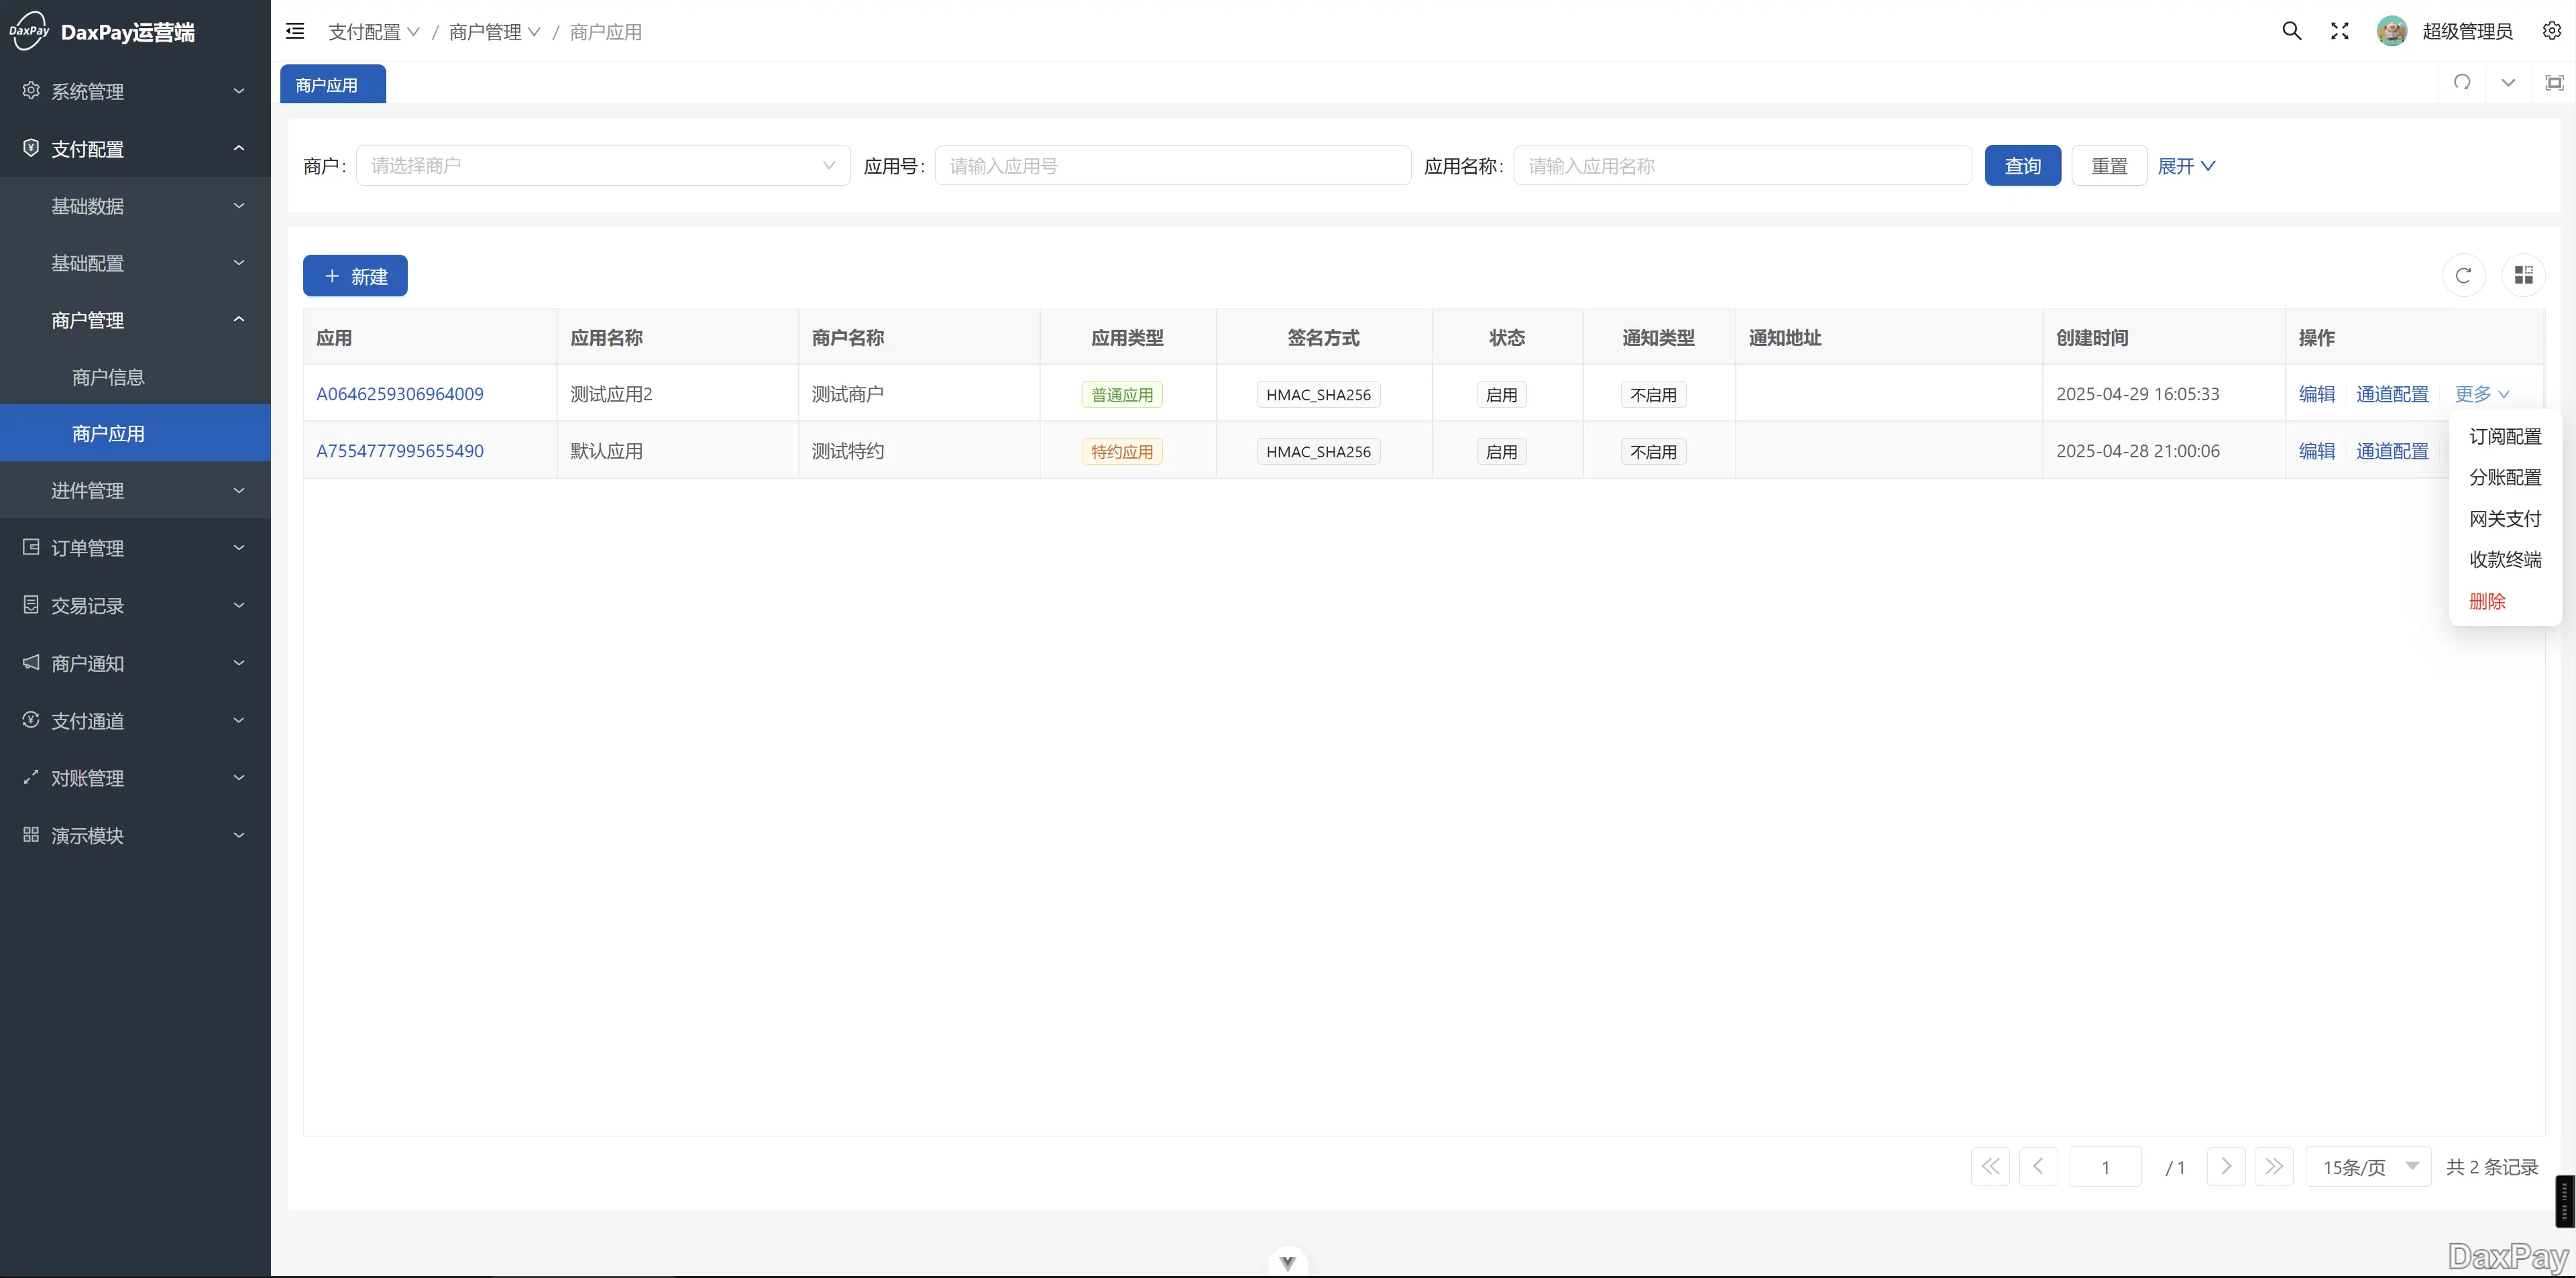 DaxPay DaxPay运营端
系统管理
支付配置
基础数据
基础配置
商户管理
商户信息
商户应用
进件管理
订单管理
交易记录
商户通知
支付通道
对账管理
演示模块
支付配置 / 商户管理 / 商户应用
超级管理员
商户应用
商户: 请选择商户 应用号: 请输入应用号 应用名称: 请输入应用名称 查询 重置 展开
+ 新建
应用 应用名称 商户名称 应用类型 签名方式 状态 通知类型 通知地址 创建时间 操作
A0646259306964009 测试应用2 测试商户 普通应用 HMAC_SHA256 启用 不启用 2025-04-29 16:05:33 编辑 通道配置 更多
A7554777995655490 默认应用 测试特约 特约应用 HMAC_SHA256 启用 不启用 2025-04-28 21:00:06 编辑 通道配置
订阅配置
分账配置
网关支付
收款终端
删除
1 / 1 15条/页 共 2 条记录
DaxPay